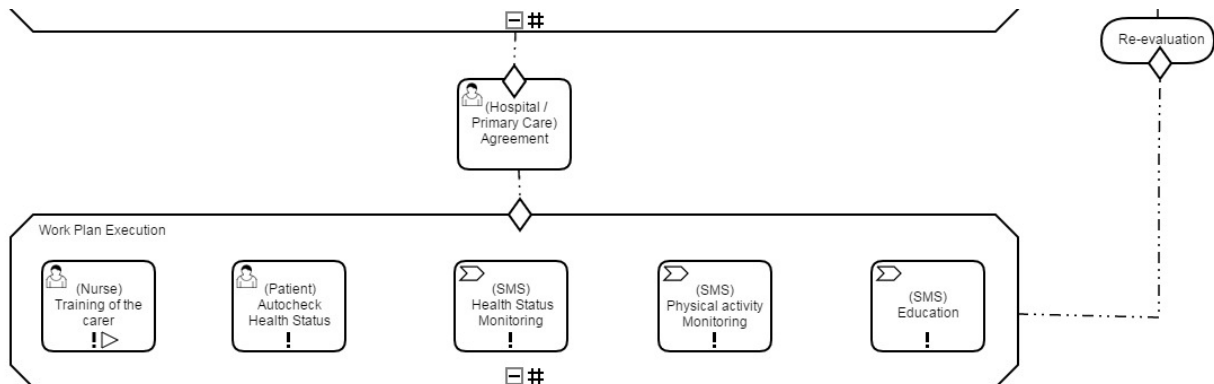 Re-evaluation
(Hospital /
Primary Care)
Agreement
Work Plan Execution
(Nurse)
Training of the
carer
(Patient)
Autocheck
Health Status
(SMS)
Health Status
Monitoring
(SMS)
Physical activity
Monitoring
(SMS)
Education